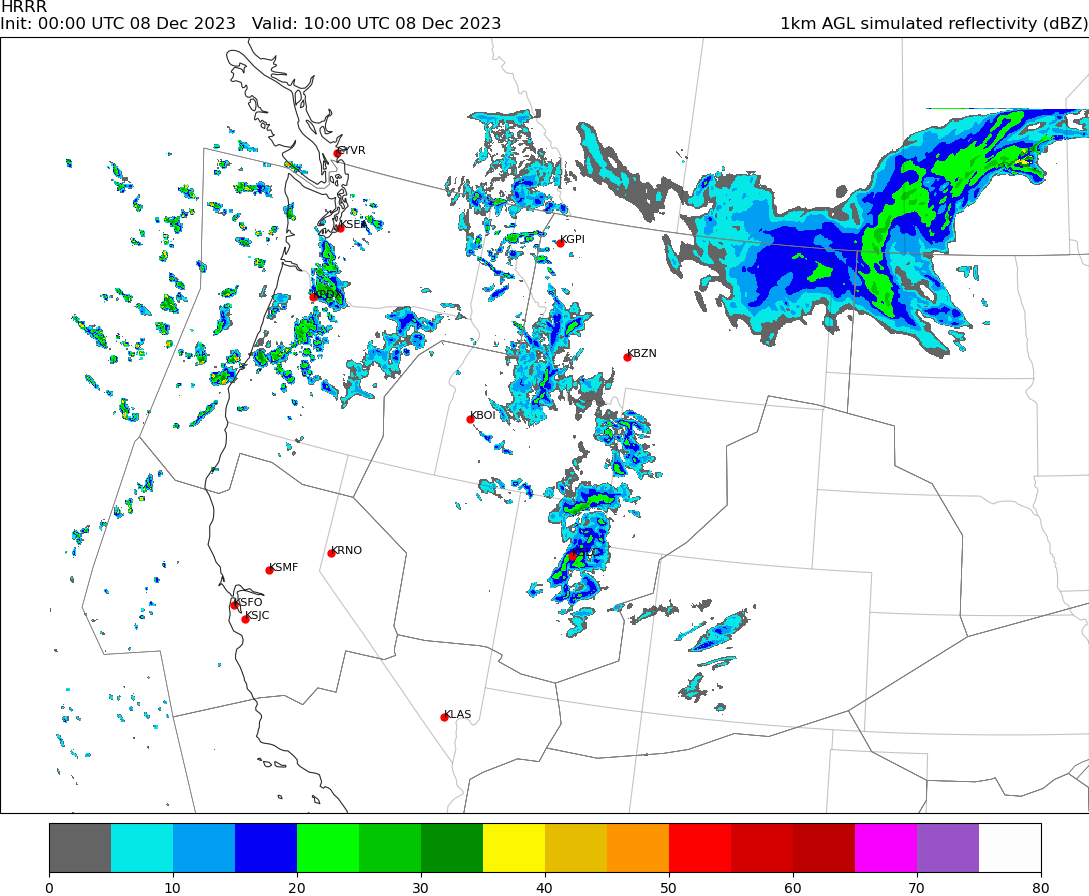 HRRR
Init: 00:00 UTC 08 Dec 2023   Valid: 10:00 UTC 08 Dec 2023
1km AGL simulated reflectivity (dBZ)
CYVR
KSEA
KGPI
KPDX
KBZN
KBOI
KRNO
KSMF
KSFO
KSJC
KLAS
0 10 20 30 40 50 60 70 80